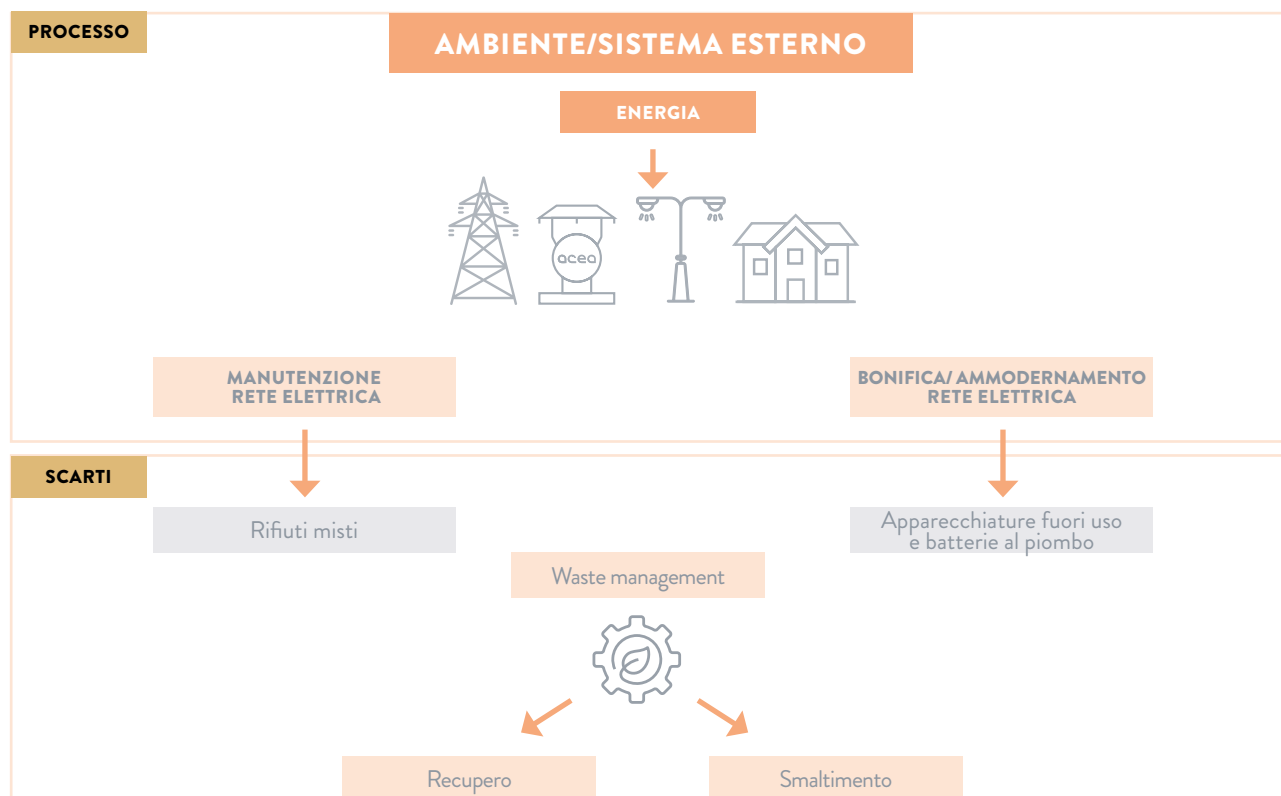 PROCESSO
AMBIENTE/SISTEMA ESTERNO
ENERGIA
acea
MANUTENZIONE
RETE ELETTRICA
BONIFICA/ AMMODERNAMENTO
RETE ELETTRICA
SCARTI
Rifiuti misti
Apparecchiature fuori uso
e batterie al piombo
Waste management
Recupero
Smaltimento